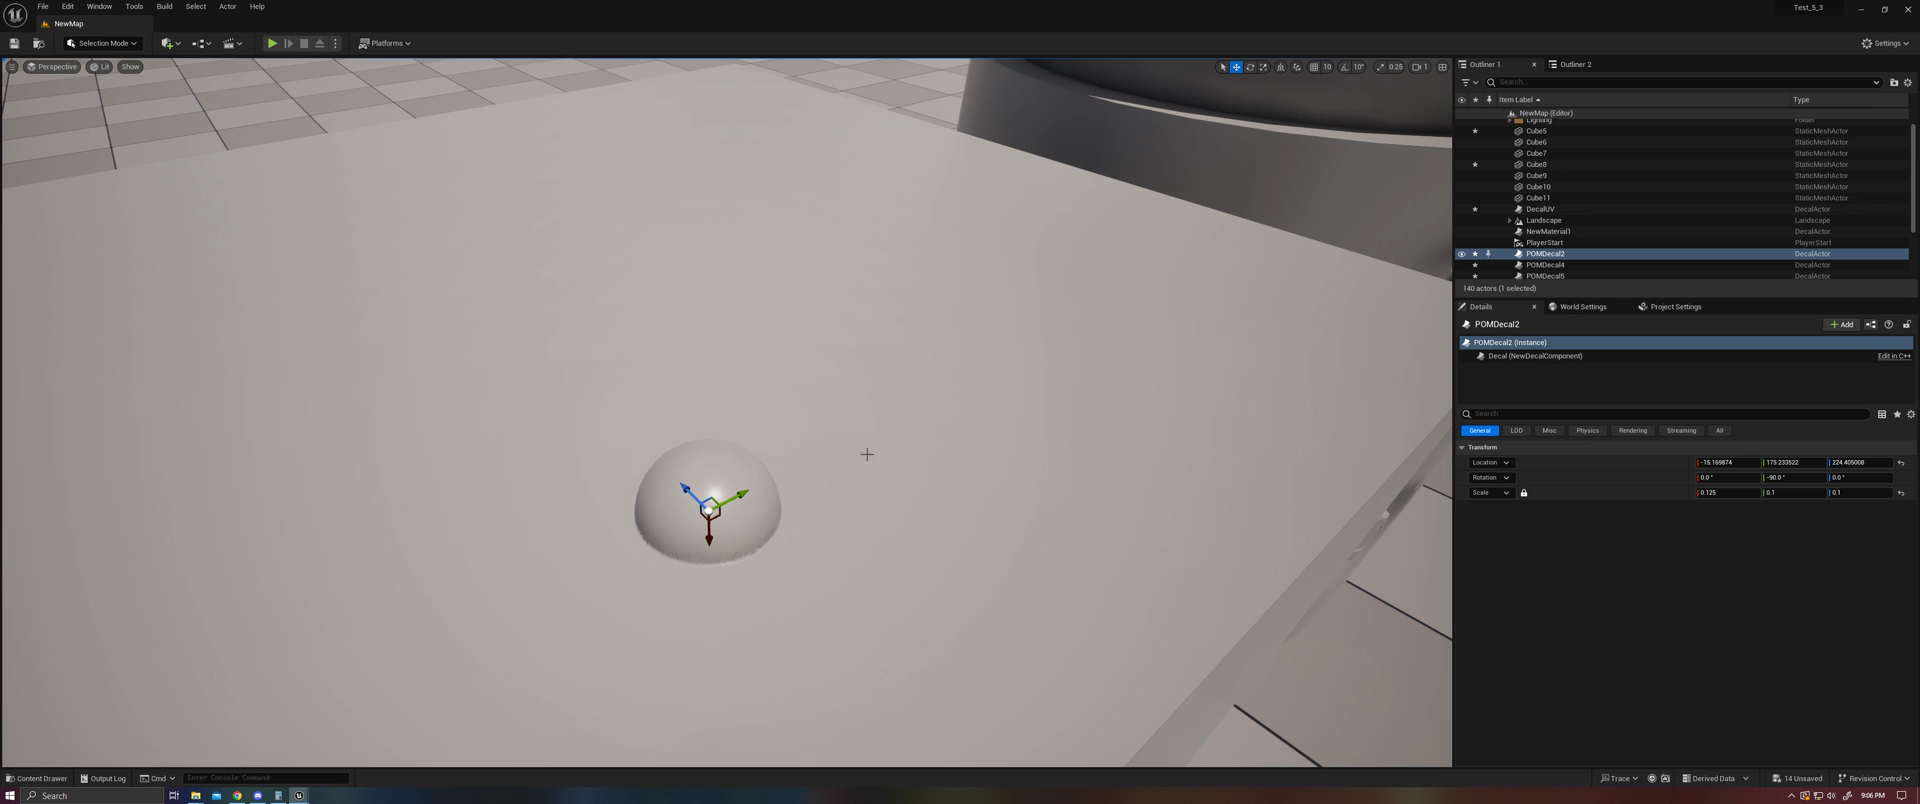 File Edit Window Tools Build Select Actor Help
Test_5_3
NewMap
Selection Mode
Platforms
Settings
Perspective Lit Show
10 10° 0.25 1
Outliner 1 Outliner 2
Search...
Item Label Type
NewMap (Editor)
Lighting Folder
Cube5 StaticMeshActor
Cube6 StaticMeshActor
Cube7 StaticMeshActor
Cube8 StaticMeshActor
Cube9 StaticMeshActor
Cube10 StaticMeshActor
Cube11 StaticMeshActor
DecalUV DecalActor
Landscape Landscape
NewMaterial1 DecalActor
PlayerStart PlayerStart
POMDecal2 DecalActor
POMDecal4 DecalActor
POMDecal5 DecalActor
140 actors (1 selected)
Details World Settings Project Settings
POMDecal2
Add
POMDecal2 (Instance)
Decal (NewDecalComponent) Edit in C++
Search
General LOD Misc Physics Rendering Streaming All
Transform
Location -15.169874 175.233522 224.405008
Rotation 0.0 ° -90.0 ° 0.0 °
Scale 0.125 0.1 0.1
Content Drawer Output Log Cmd Enter Console Command
Trace Derived Data 14 Unsaved Revision Control
Search
9:06 PM